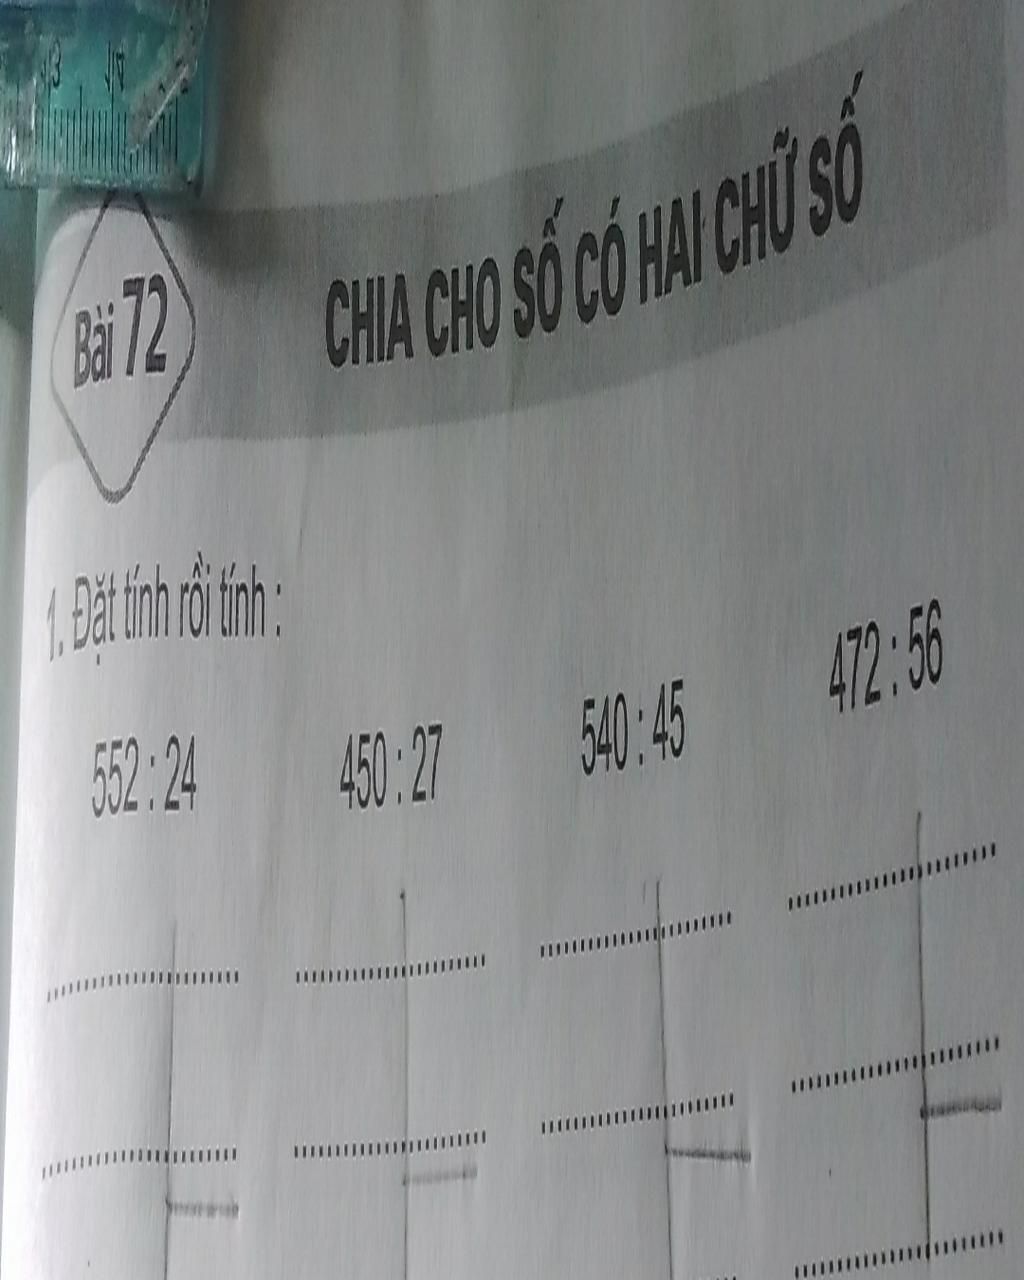 Bài 72
CHIA CHO SỐ CÓ HAI CHỮ SỐ
1. Đặt tính rồi tính :
552 : 24 450 : 27 540 : 45 472 : 56